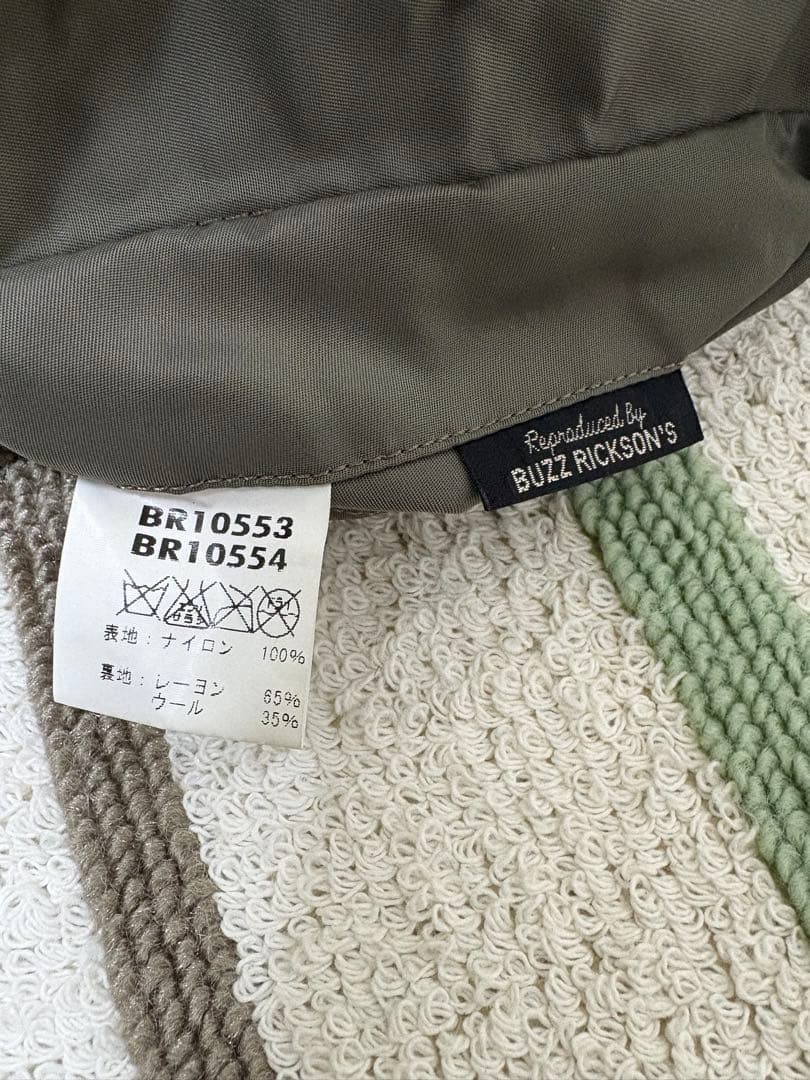 Reproduced By
BUZZ RICKSON'S
BR10553
BR10554
表地:ナイロン 100%
裏地:レーヨン 65%
ウール 35%